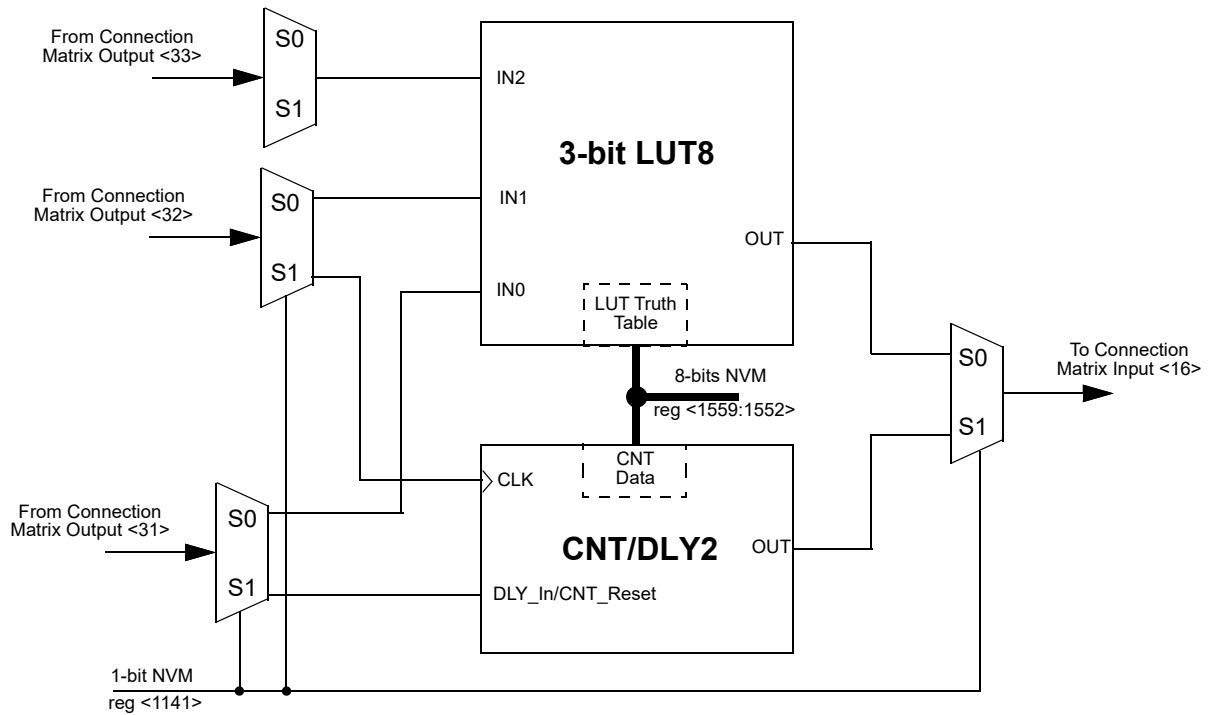 From Connection
Matrix Output <33>
S0
S1
IN2
3-bit LUT8
From Connection
Matrix Output <32>
S0
S1
IN1
OUT
IN0
LUT Truth
Table
8-bits NVM
reg <1559:1552>
S0
S1
To Connection
Matrix Input <16>
CNT
Data
CLK
From Connection
Matrix Output <31>
S0
S1
CNT/DLY2
OUT
DLY_In/CNT_Reset
1-bit NVM
reg <1141>